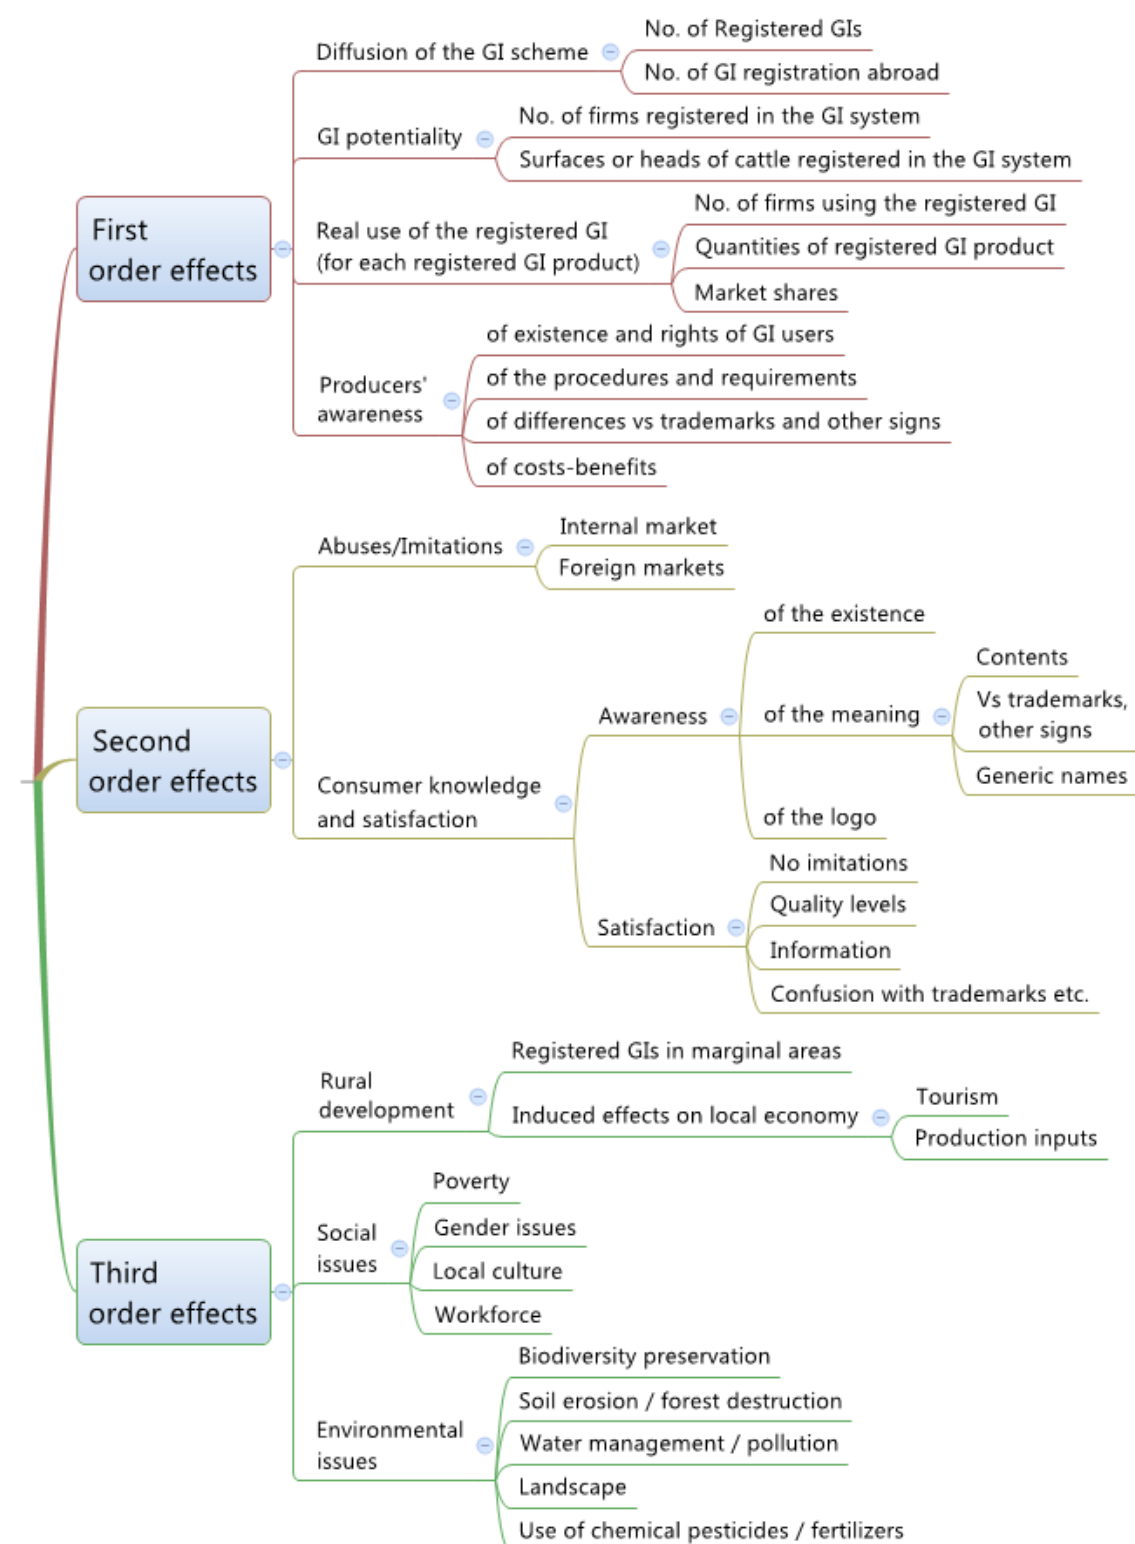 First
order effects
Diffusion of the GI scheme
No. of Registered GIs
No. of GI registration abroad
GI potentiality
No. of firms registered in the GI system
Surfaces or heads of cattle registered in the GI system
Real use of the registered GI
(for each registered GI product)
No. of firms using the registered GI
Quantities of registered GI product
Market shares
Producers'
awareness
of existence and rights of GI users
of the procedures and requirements
of differences vs trademarks and other signs
of costs-benefits
Second
order effects
Abuses/Imitations
Internal market
Foreign markets
Consumer knowledge
and satisfaction
Awareness
of the existence
of the meaning
Contents
Vs trademarks,
other signs
Generic names
of the logo
Satisfaction
No imitations
Quality levels
Information
Confusion with trademarks etc.
Third
order effects
Rural
development
Registered GIs in marginal areas
Induced effects on local economy
Tourism
Production inputs
Social
issues
Poverty
Gender issues
Local culture
Workforce
Environmental
issues
Biodiversity preservation
Soil erosion / forest destruction
Water management / pollution
Landscape
Use of chemical pesticides / fertilizers